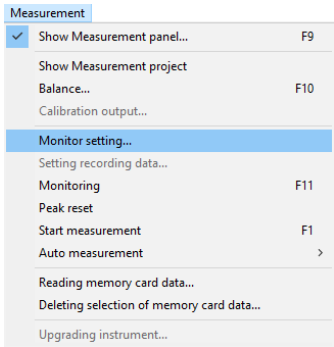 Measurement
Show Measurement panel... F9
Show Measurement project
Balance... F10
Calibration output...
Monitor setting...
Setting recording data...
Monitoring F11
Peak reset
Start measurement F1
Auto measurement
Reading memory card data...
Deleting selection of memory card data...
Upgrading instrument...